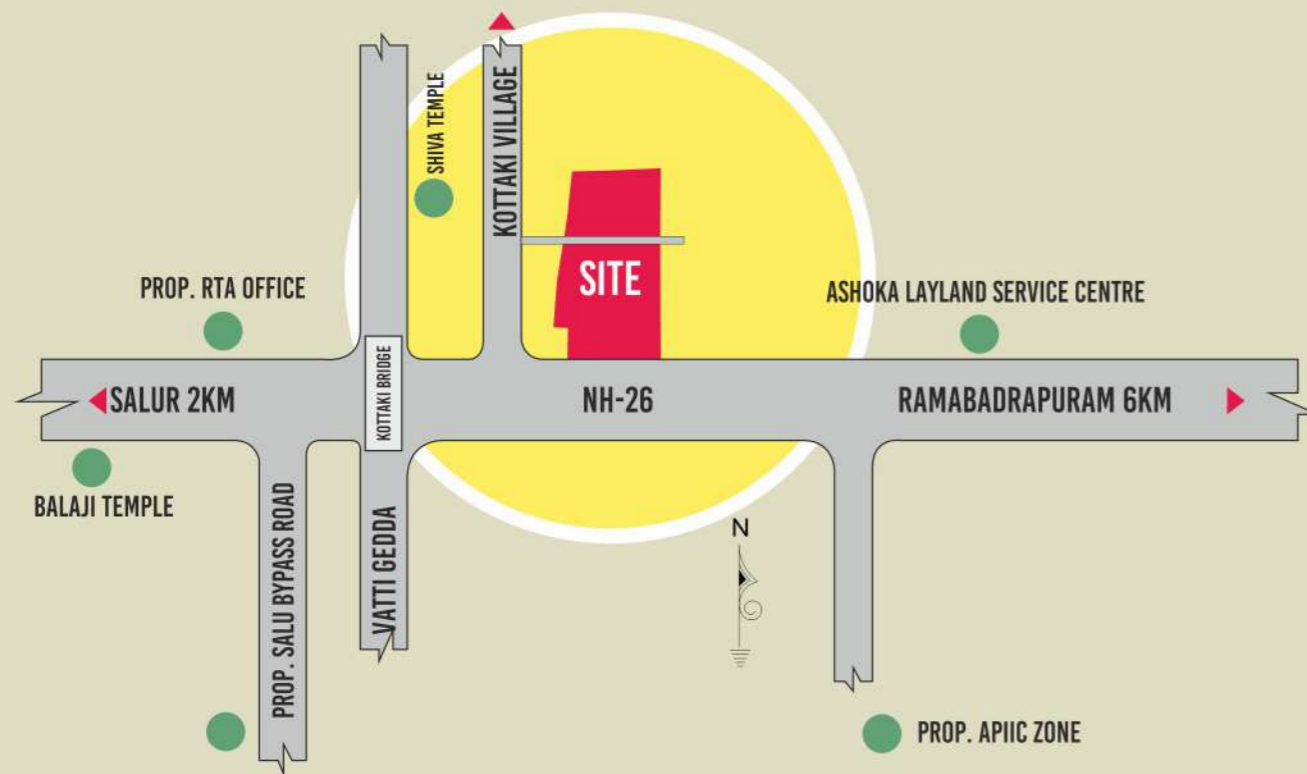 SHIVA TEMPLE
KOTTAKI VILLAGE
SITE
PROP. RTA OFFICE
ASHOKA LAYLAND SERVICE CENTRE
SALUR 2KM
KOTTAKI BRIDGE
NH-26
RAMABADRAPURAM 6KM
BALAJI TEMPLE
PROP. SALU BYPASS ROAD
VATTI GEDDA
N
PROP. APIIC ZONE